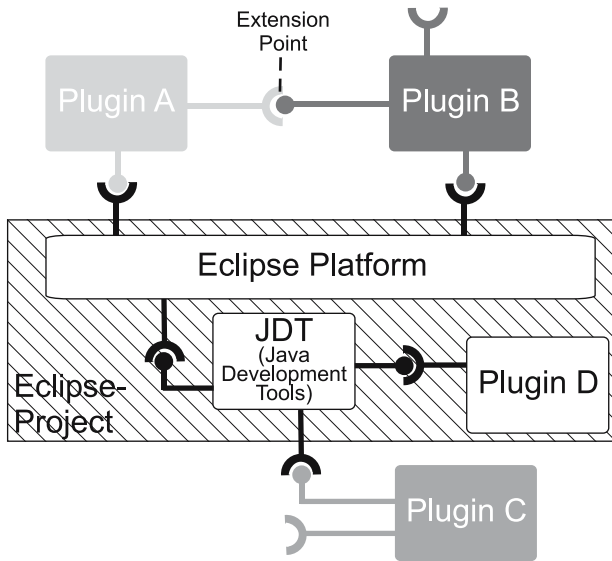 Extension
Point
Plugin A
Plugin B
Eclipse Platform
JDT
(Java
Development
Tools)
Eclipse-
Project
Plugin D
Plugin C